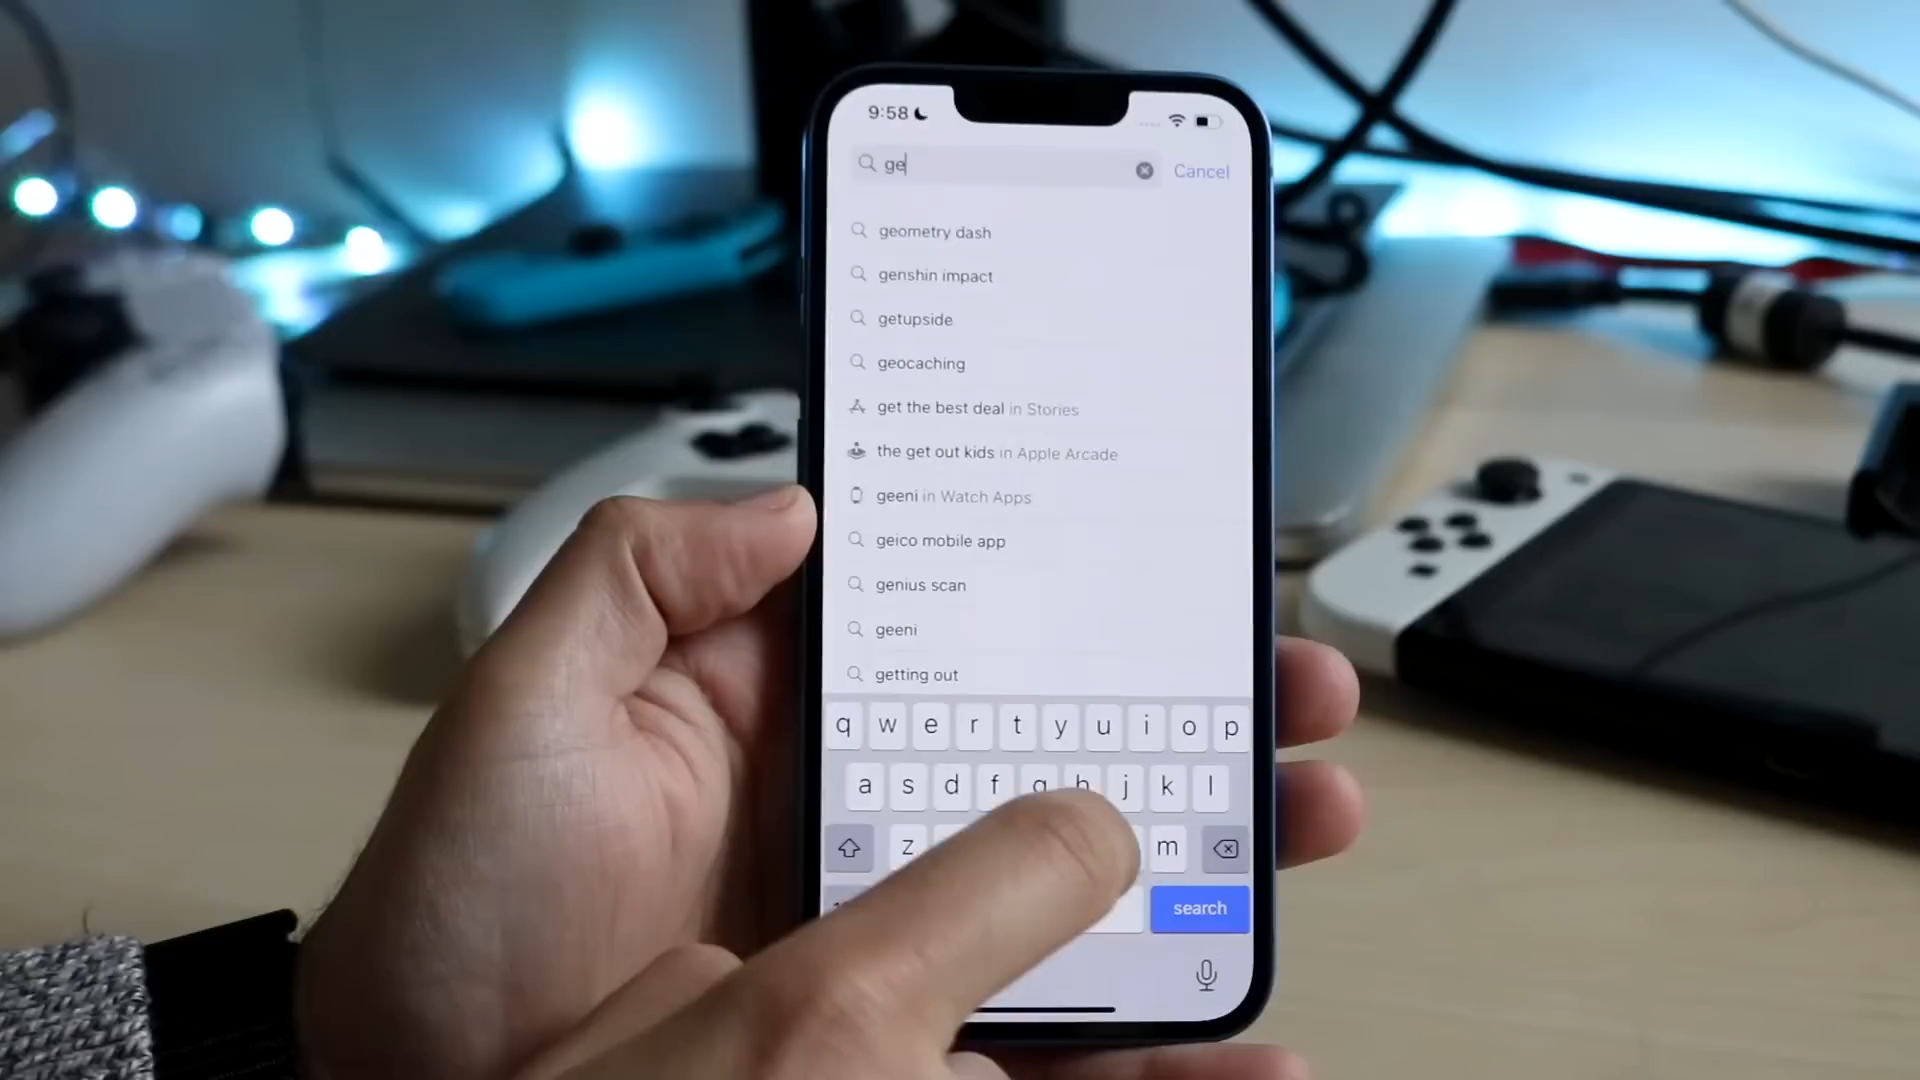 9:58
ge
Cancel
geometry dash
genshin impact
getupside
geocaching
get the best deal in Stories
the get out kids in Apple Arcade
geeni in Watch Apps
geico mobile app
genius scan
geeni
getting out
q w e r t y u i o p
a s d f g h j k l
z m
search